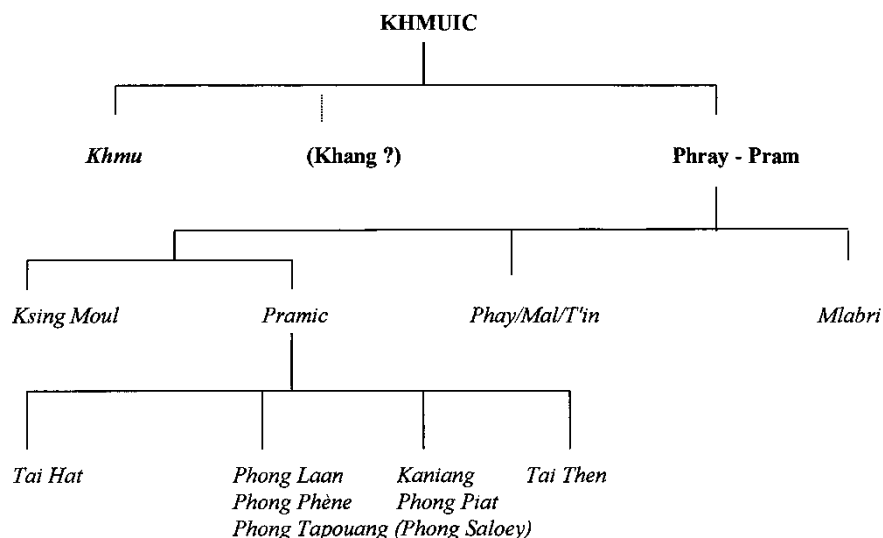 KHMUIC
Khmu (Khang ?) Phray - Pram
Ksing Moul Pramic Phay/Mal/T'in Mlabri
Tai Hat Phong Laan Kaniang Tai Then
Phong Phène Phong Piat
Phong Tapouang (Phong Saloey)